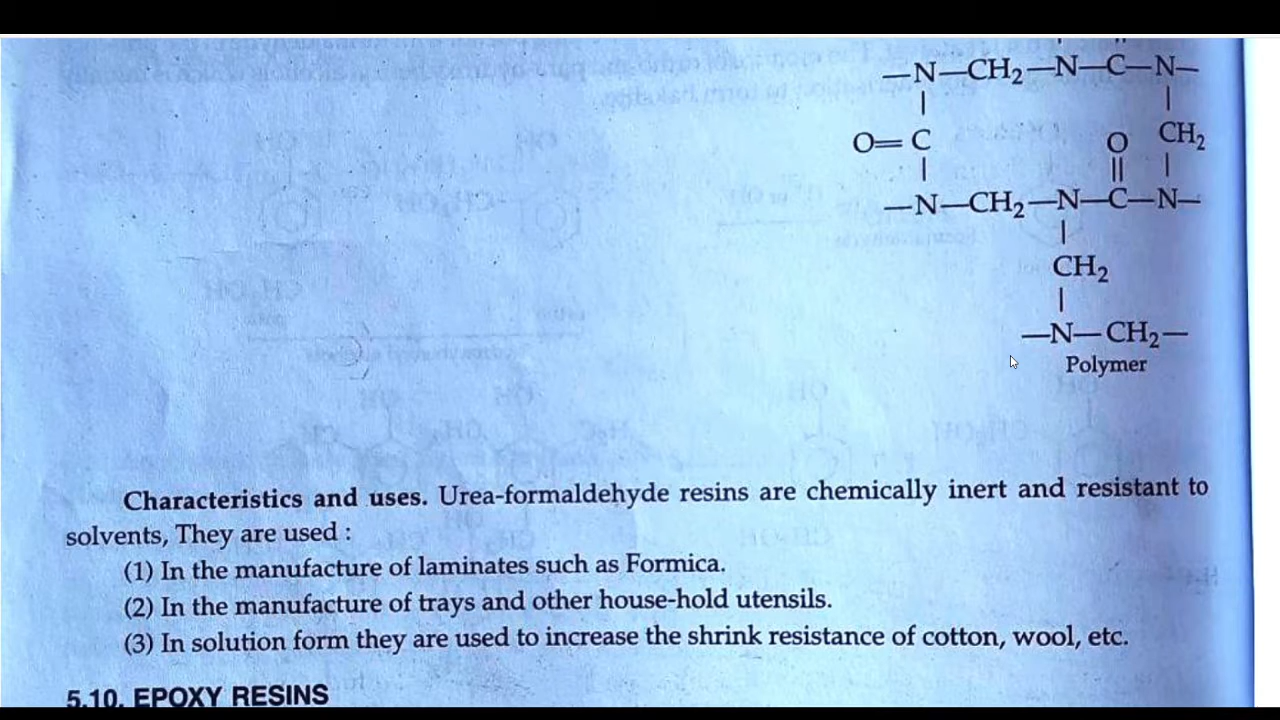 —N—CH₂—N—C—N—
O=C
O
CH₂
—N—CH₂—N—C—N—
CH₂
—N—CH₂—
Polymer
Characteristics and uses. Urea-formaldehyde resins are chemically inert and resistant to
solvents, They are used :
(1) In the manufacture of laminates such as Formica.
(2) In the manufacture of trays and other house-hold utensils.
(3) In solution form they are used to increase the shrink resistance of cotton, wool, etc.
5.10. EPOXY RESINS